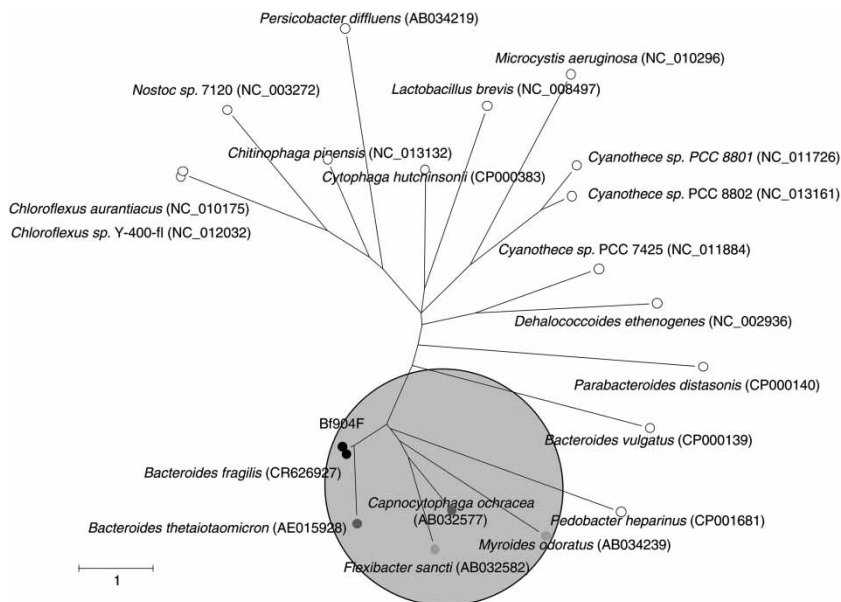 Persicobacter diffluens (AB034219)
Microcystis aeruginosa (NC_010296)
Nostoc sp. 7120 (NC_003272)
Lactobacillus brevis (NC_008497)
Chitinophaga pinensis (NC_013132)
Cyanothece sp. PCC 8801 (NC_011726)
Cytophaga hutchinsonii (CP000383)
Cyanothece sp. PCC 8802 (NC_013161)
Chloroflexus aurantiacus (NC_010175)
Chloroflexus sp. Y-400-fl (NC_012032)
Cyanothece sp. PCC 7425 (NC_011884)
Dehalococcoides ethenogenes (NC_002936)
Parabacteroides distasonis (CP000140)
Bf904F
Bacteroides vulgatus (CP000139)
Bacteroides fragilis (CR626927)
Capnocytophaga ochracea
(AB032577)
Bacteroides thetaiotaomicron (AE015928)
Pedobacter heparinus (CP001681)
Myroides odoratus (AB034239)
Flexibacter sancti (AB032582)
1